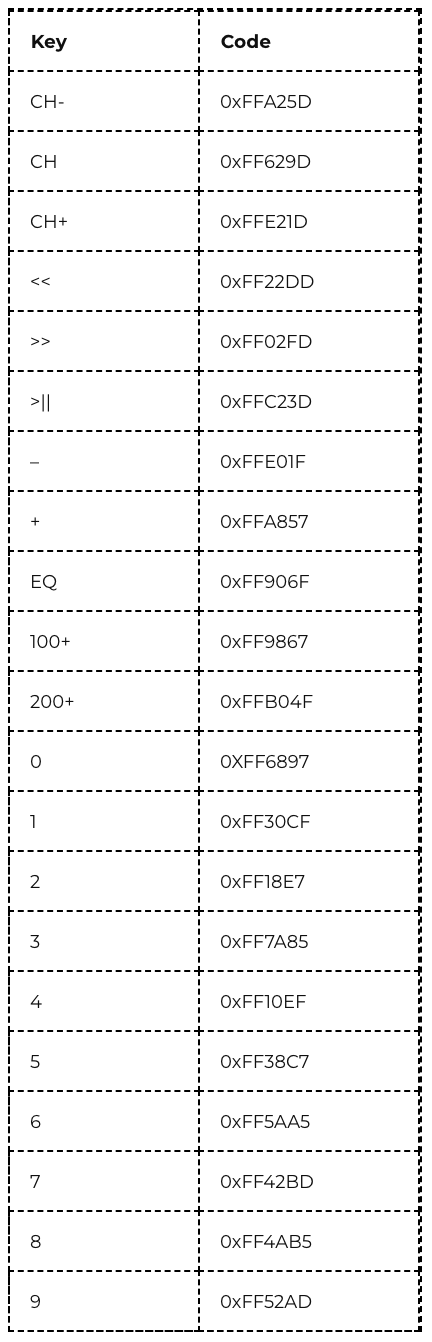 Key Code
CH- 0xFFA25D
CH 0xFF629D
CH+ 0xFFE21D
<< 0xFF22DD
>> 0xFF02FD
>|| 0xFFC23D
– 0xFFE01F
+ 0xFFA857
EQ 0xFF906F
100+ 0xFF9867
200+ 0xFFB04F
0 0XFF6897
1 0xFF30CF
2 0xFF18E7
3 0xFF7A85
4 0xFF10EF
5 0xFF38C7
6 0xFF5AA5
7 0xFF42BD
8 0xFF4AB5
9 0xFF52AD